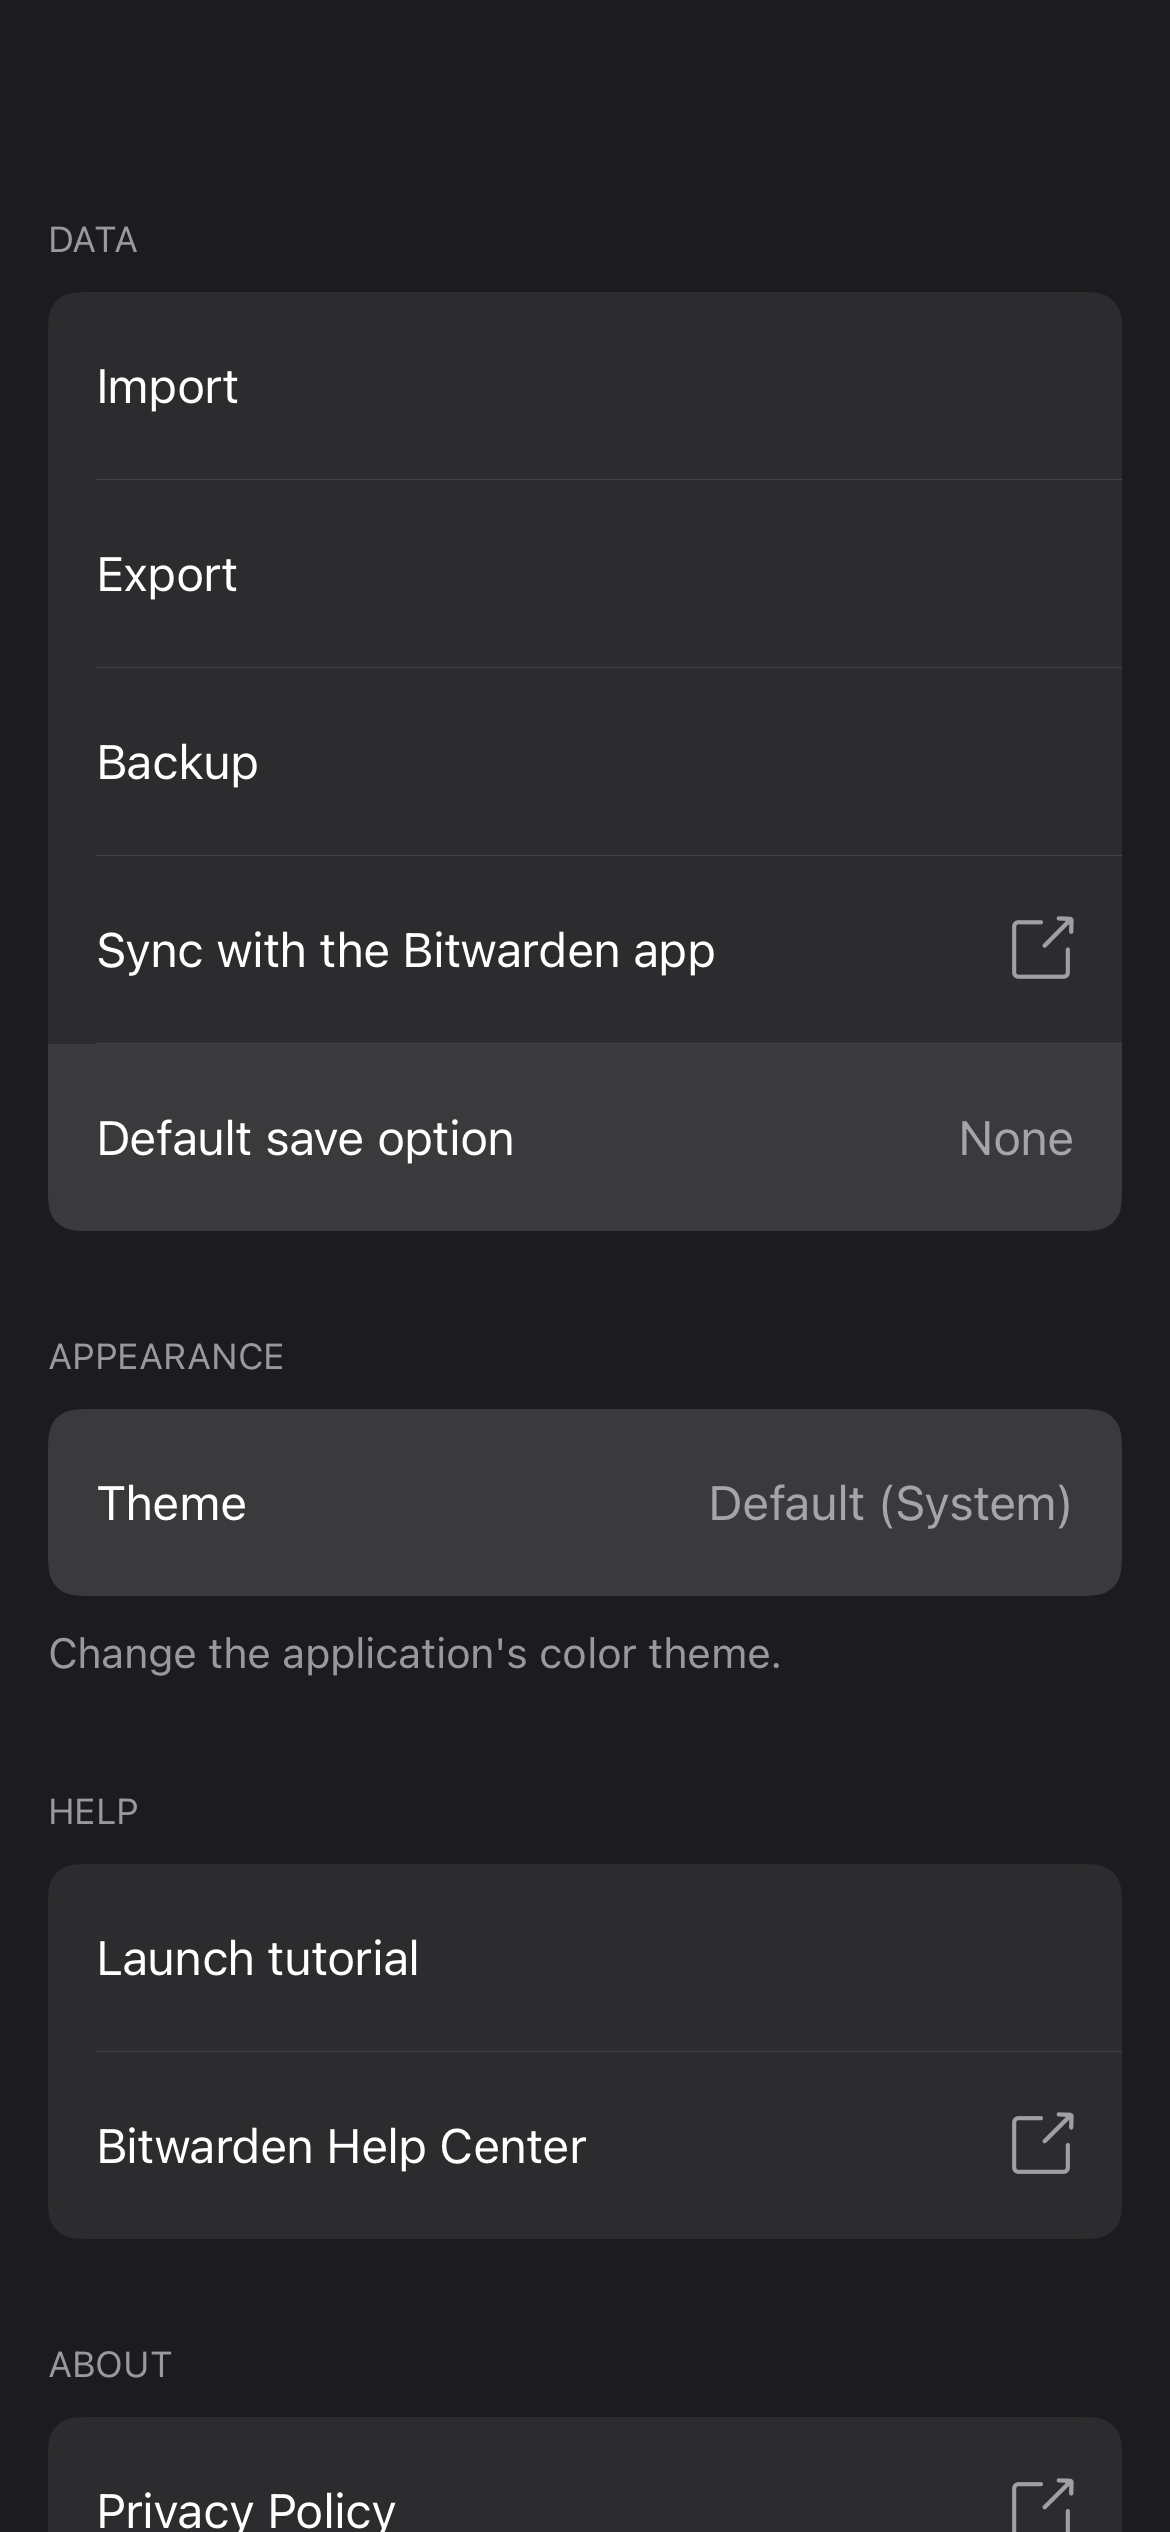 DATA
Import
Export
Backup
Sync with the Bitwarden app
Default save option None
APPEARANCE
Theme Default (System)
Change the application's color theme.
HELP
Launch tutorial
Bitwarden Help Center
ABOUT
Privacy Policy